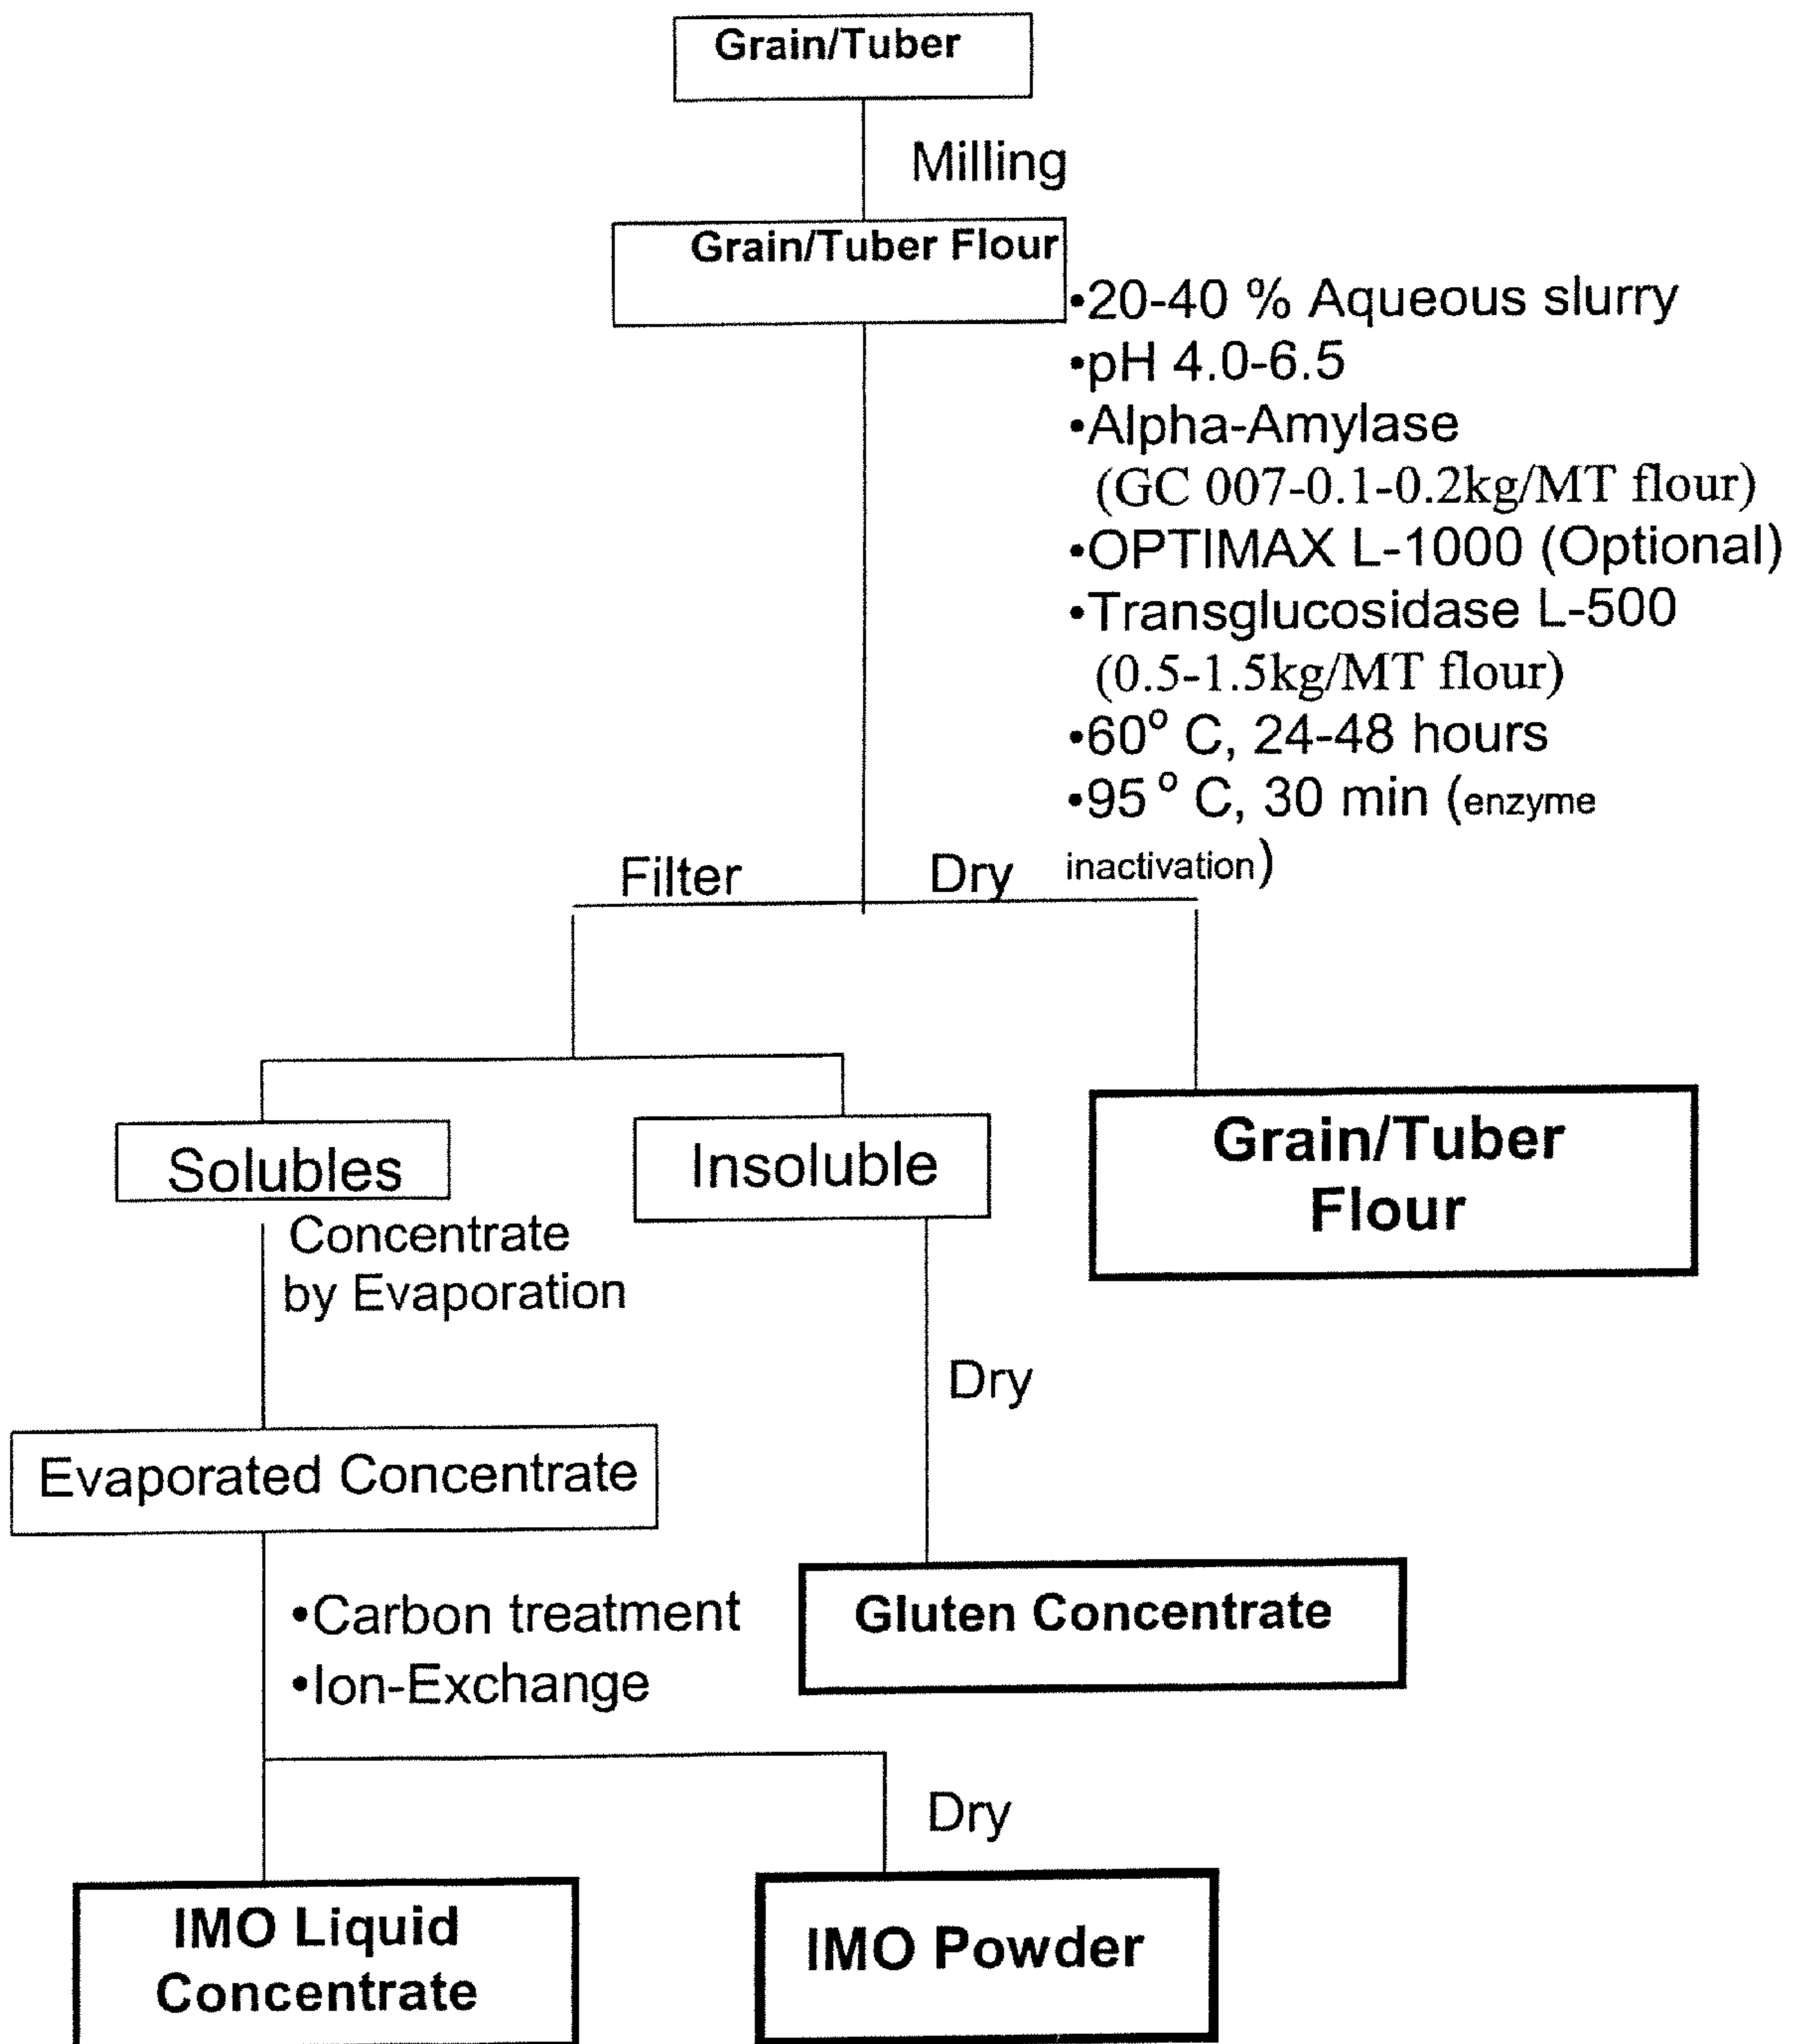 Grain/Tuber
Milling
Grain/Tuber Flour
•20-40 % Aqueous slurry
•pH 4.0-6.5
•Alpha-Amylase
(GC 007-0.1-0.2kg/MT flour)
•OPTIMAX L-1000 (Optional)
•Transglucosidase L-500
(0.5-1.5kg/MT flour)
•60° C, 24-48 hours
•95° C, 30 min (enzyme
inactivation)
Filter
Dry
Solubles
Insoluble
Grain/Tuber
Flour
Concentrate
by Evaporation
Dry
Evaporated Concentrate
•Carbon treatment
•Ion-Exchange
Gluten Concentrate
Dry
IMO Liquid
Concentrate
IMO Powder